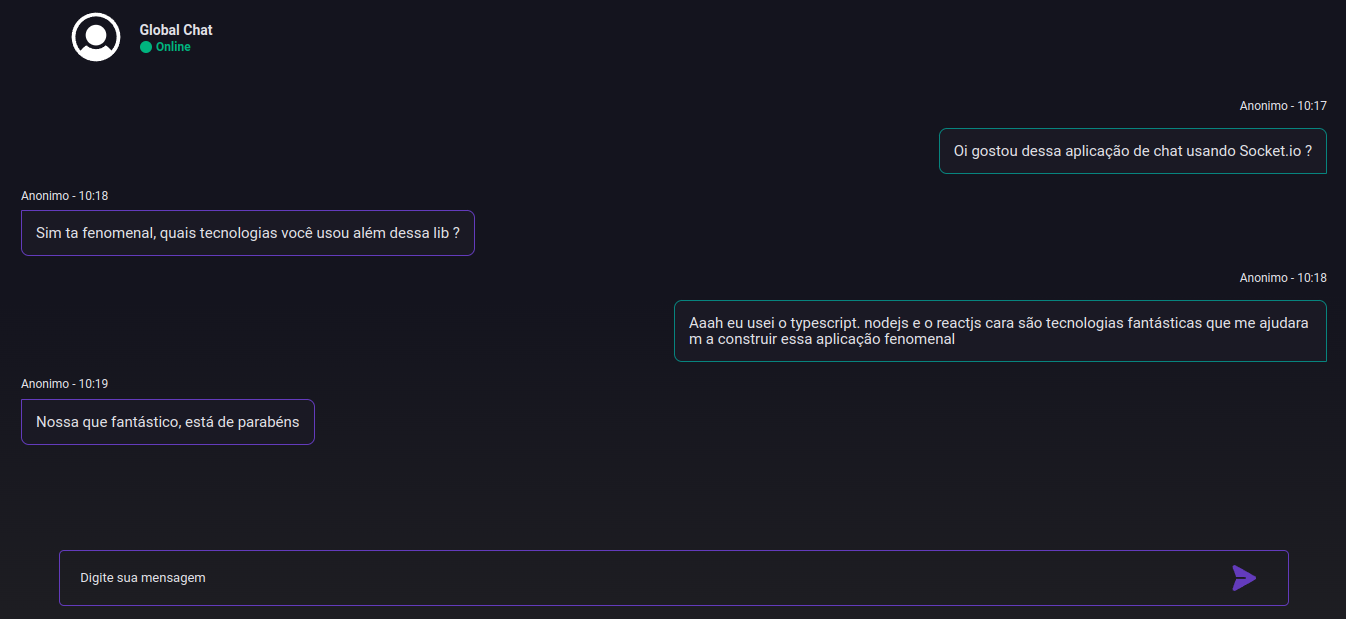 Global Chat
Online
Anonimo - 10:17
Oi gostou dessa aplicação de chat usando Socket.io ?
Anonimo - 10:18
Sim ta fenomenal, quais tecnologias você usou além dessa lib ?
Anonimo - 10:18
Aaah eu usei o typescript. nodejs e o reactjs cara são tecnologias fantásticas que me ajudara
m a construir essa aplicação fenomenal
Anonimo - 10:19
Nossa que fantástico, está de parabéns
Digite sua mensagem